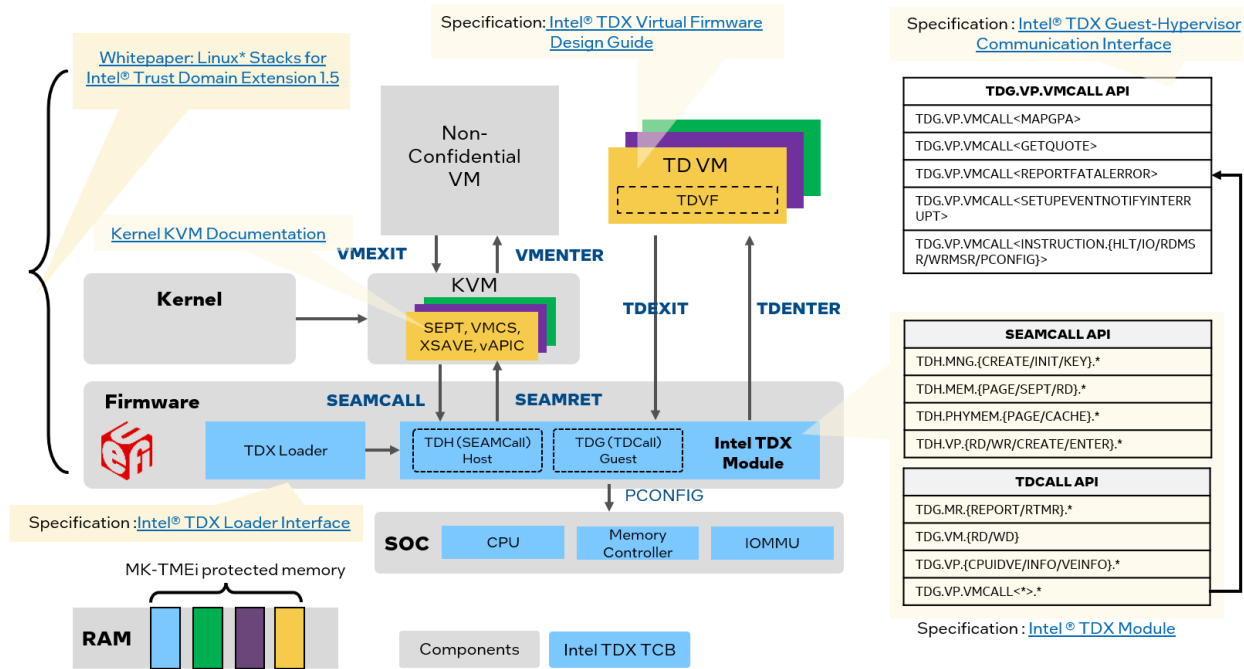 Specification: Intel® TDX Virtual Firmware
Design Guide
Specification : Intel® TDX Guest-Hypervisor
Communication Interface
Whitepaper: Linux* Stacks for
Intel® Trust Domain Extension 1.5
Non-
Confidential
VM
TD VM
TDVF
TDG.VP.VMCALL API
TDG.VP.VMCALL<MAPGPA>
TDG.VP.VMCALL<GETQUOTE>
TDG.VP.VMCALL<REPORTFATALERROR>
TDG.VP.VMCALL<SETUPEVENTNOTIFYINTERR
UPT>
TDG.VP.VMCALL<INSTRUCTION.{HLT/IO/RDMS
R/WRMSR/PCONFIG}>
Kernel KVM Documentation
VMEXIT
VMENTER
Kernel
KVM
SEPT, VMCS,
XSAVE, vAPIC
TDEXIT
TDENTER
SEAMCALL
SEAMRET
Firmware
UEFI
TDX Loader
TDH (SEAMCall)
Host
TDG (TDCall)
Guest
Intel TDX
Module
SEAMCALL API
TDH.MNG.{CREATE/INIT/KEY}.*
TDH.MEM.{PAGE/SEPT/RD}.*
TDH.PHYMEM.{PAGE/CACHE}.*
TDH.VP.{RD/WR/CREATE/ENTER}.*
TDCALL API
TDG.MR.{REPORT/RTMR}.*
TDG.VM.{RD/WD}
TDG.VP.{CPUIDVE/INFO/VEINFO}.*
TDG.VP.VMCALL<*>.*
Specification : Intel ® TDX Module
PCONFIG
Specification :Intel® TDX Loader Interface
SOC
CPU
Memory
Controller
IOMMU
MK-TMEi protected memory
RAM
Components
Intel TDX TCB